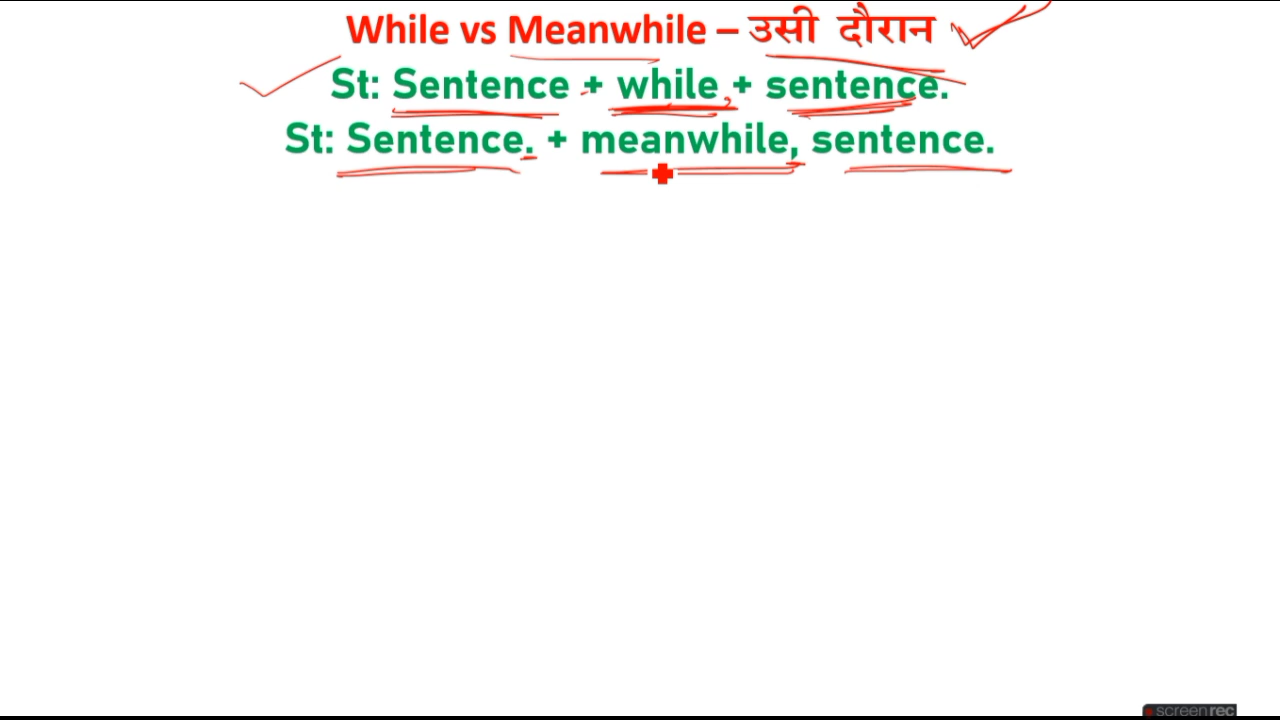 While vs Meanwhile – उसी दौरान
St: Sentence + while + sentence.
St: Sentence. + meanwhile, sentence.
screenrec